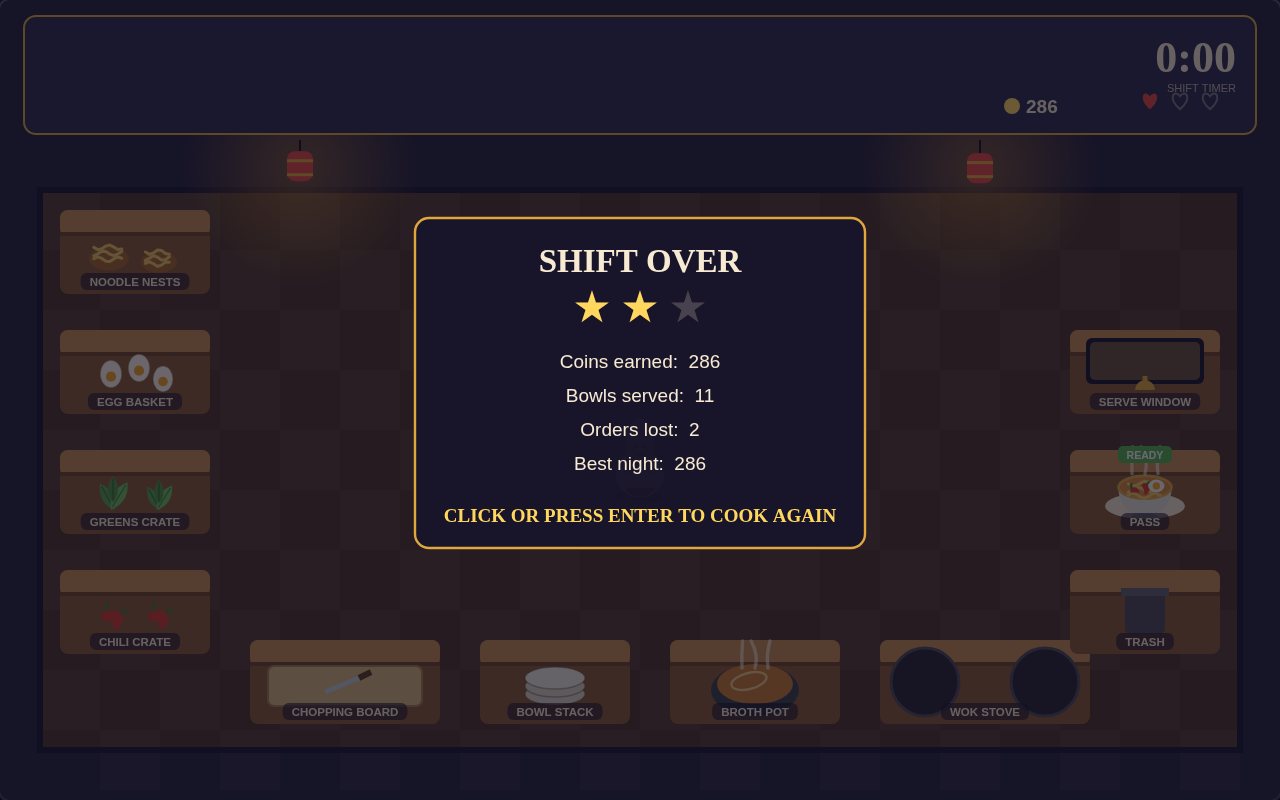 0:00
SHIFT TIMER
286
NOODLE NESTS
EGG BASKET
GREENS CRATE
CHILI CRATE
SHIFT OVER
Coins earned: 286
Bowls served: 11
Orders lost: 2
Best night: 286
CLICK OR PRESS ENTER TO COOK AGAIN
SERVE WINDOW
READY
PASS
TRASH
CHOPPING BOARD
BOWL STACK
BROTH POT
WOK STOVE